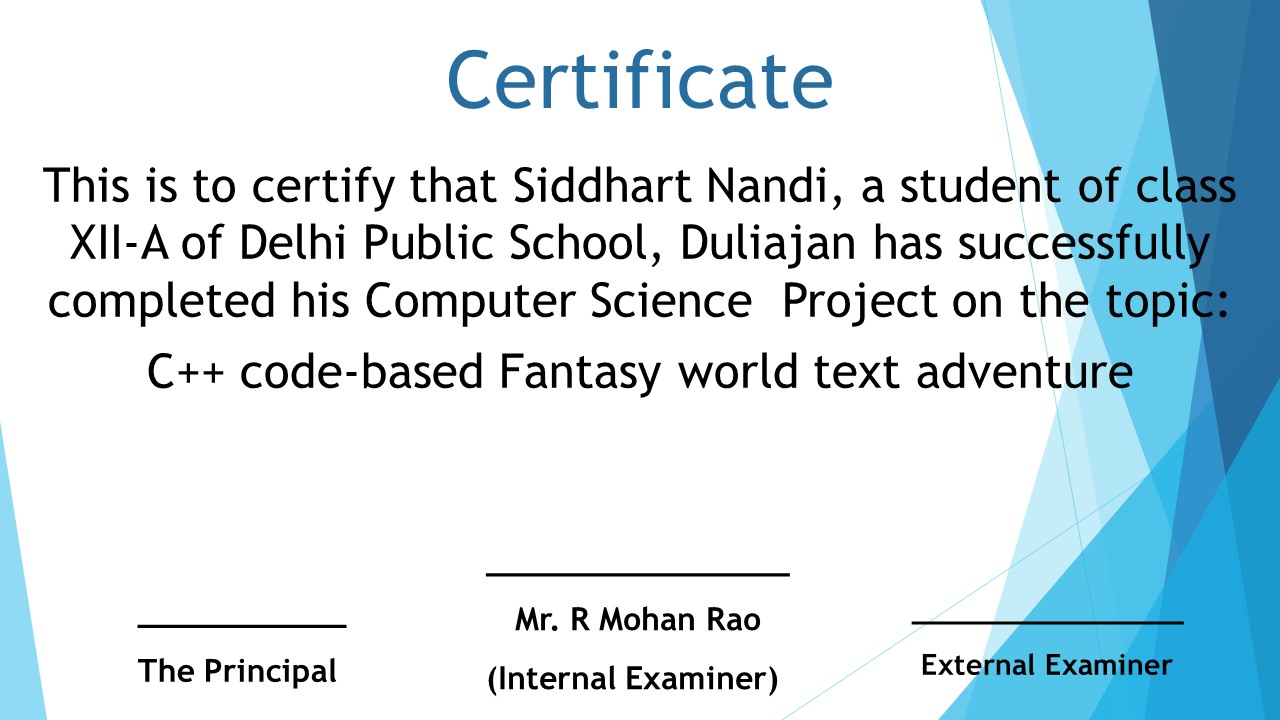 Certificate
This is to certify that Siddhart Nandi, a student of class
XII-A of Delhi Public School, Duliajan has successfully
completed his Computer Science  Project on the topic:
C++ code-based Fantasy world text adventure
The Principal
Mr. R Mohan Rao
(Internal Examiner)
External Examiner